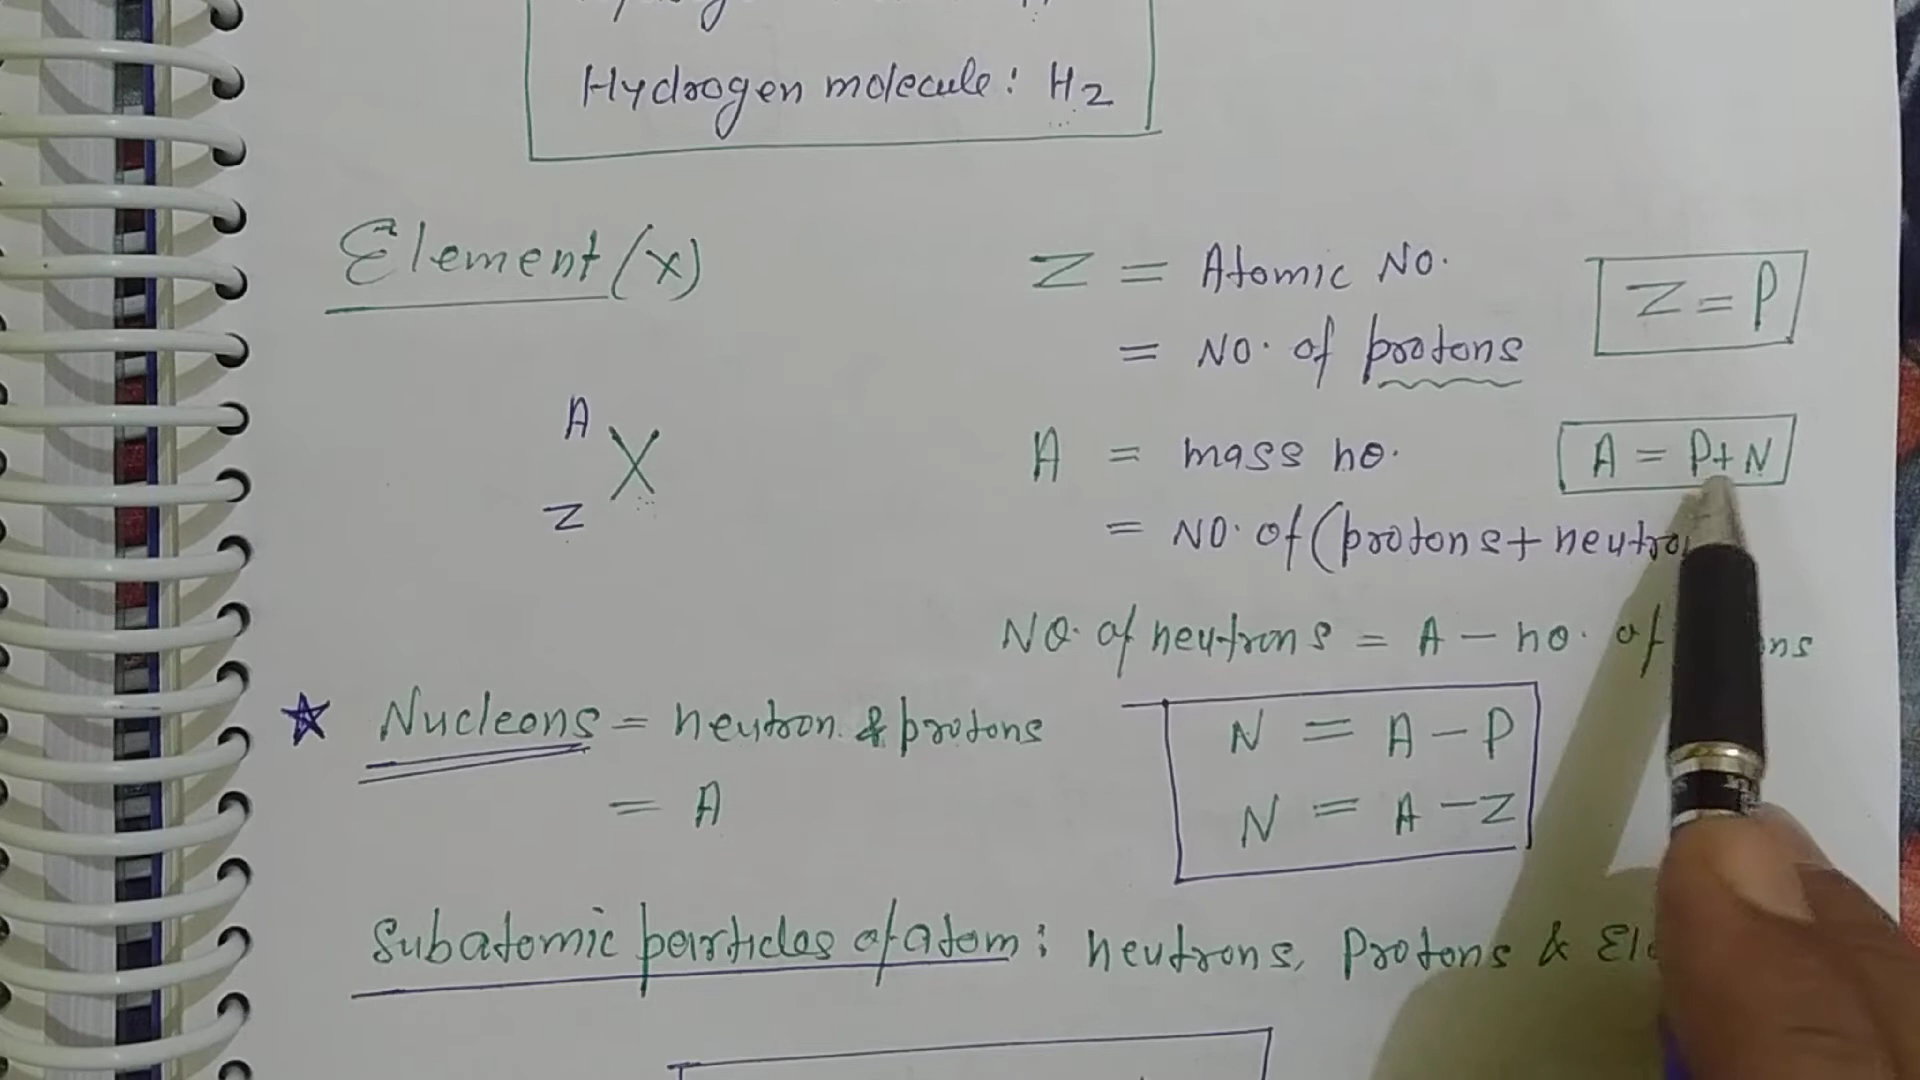 Hydrogen molecule: H2
Element (X)
Z = Atomic No.
= No. of protons
Z = P
A
X
Z
A = mass no.
A = P+N
= No. of (protons + neutro
No. of neutrons = A - no. of ns
Nucleons = neutron & protons
= A
N = A - P
N = A - Z
Subatomic particles of atom: neutrons, Protons & Ele